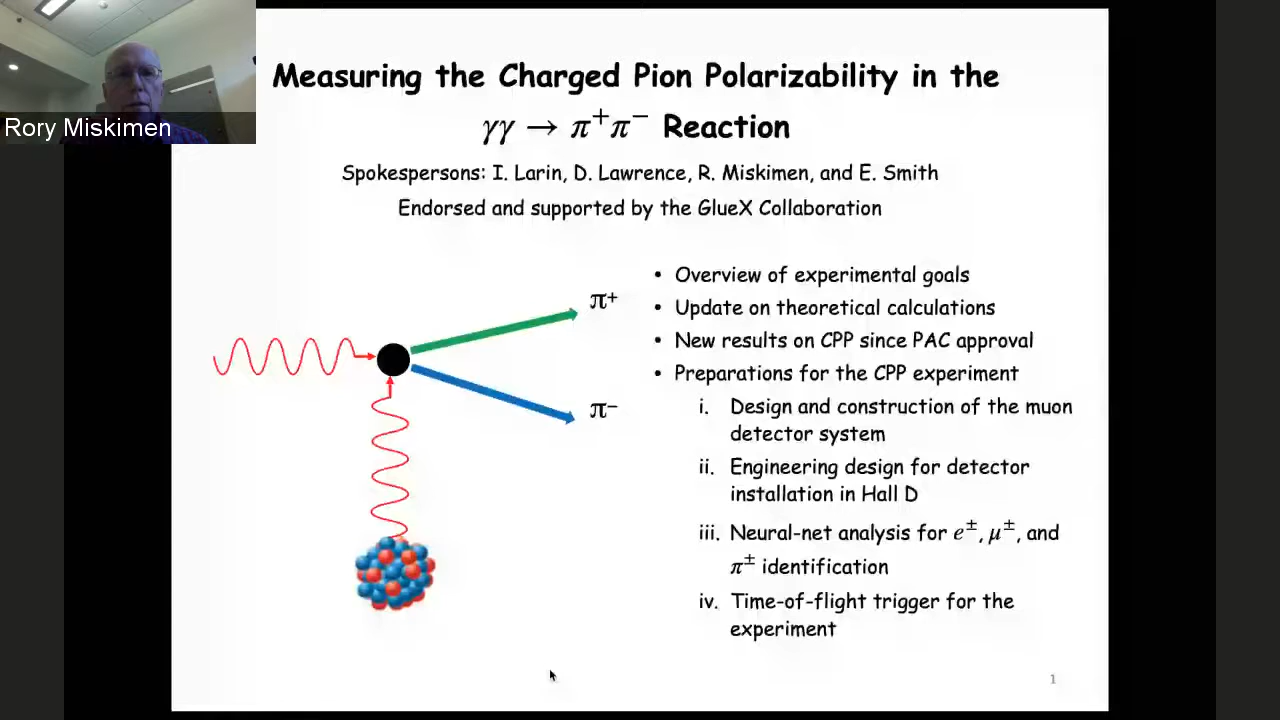 Rory Miskimen
Measuring the Charged Pion Polarizability in the
γγ → π⁺π⁻ Reaction
Spokespersons: I. Larin, D. Lawrence, R. Miskimen, and E. Smith
Endorsed and supported by the GlueX Collaboration
π⁺
π⁻
• Overview of experimental goals
• Update on theoretical calculations
• New results on CPP since PAC approval
• Preparations for the CPP experiment
i. Design and construction of the muon
detector system
ii. Engineering design for detector
installation in Hall D
iii. Neural-net analysis for e±, μ±, and
π± identification
iv. Time-of-flight trigger for the
experiment
1